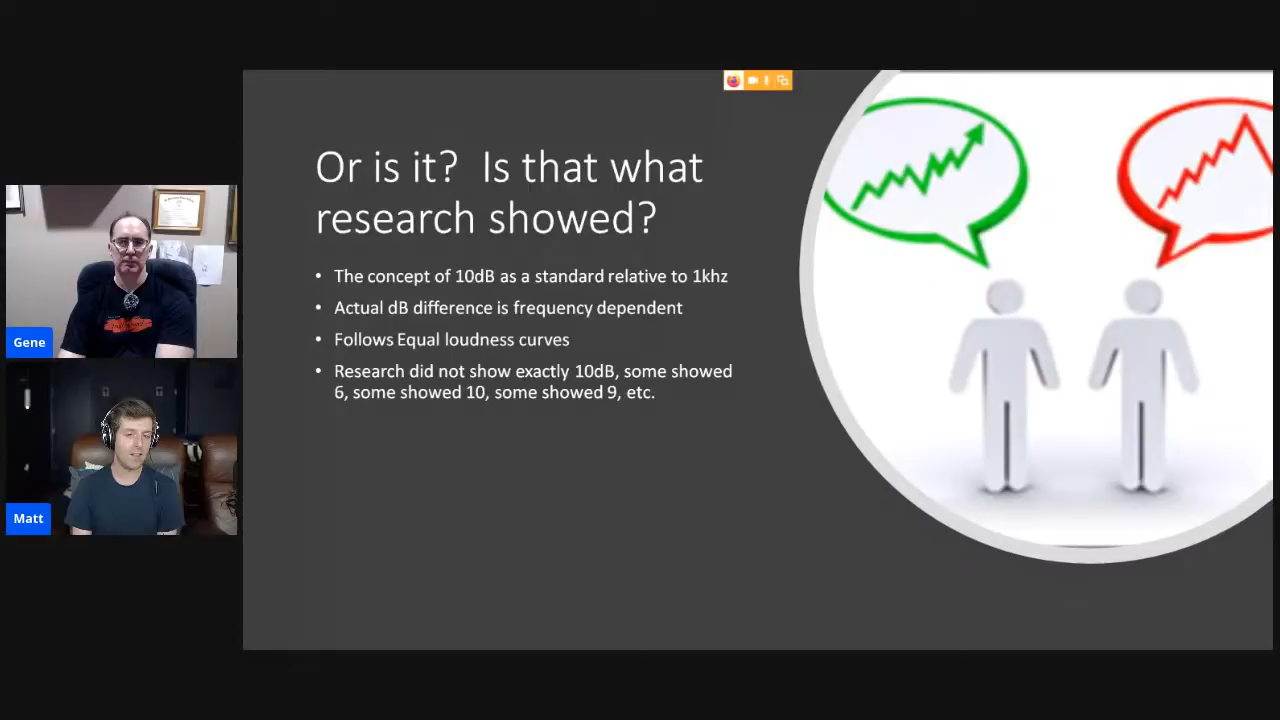 Or is it? Is that what
research showed?
• The concept of 10dB as a standard relative to 1khz
• Actual dB difference is frequency dependent
• Follows Equal loudness curves
• Research did not show exactly 10dB, some showed
6, some showed 10, some showed 9, etc.
Gene
Matt